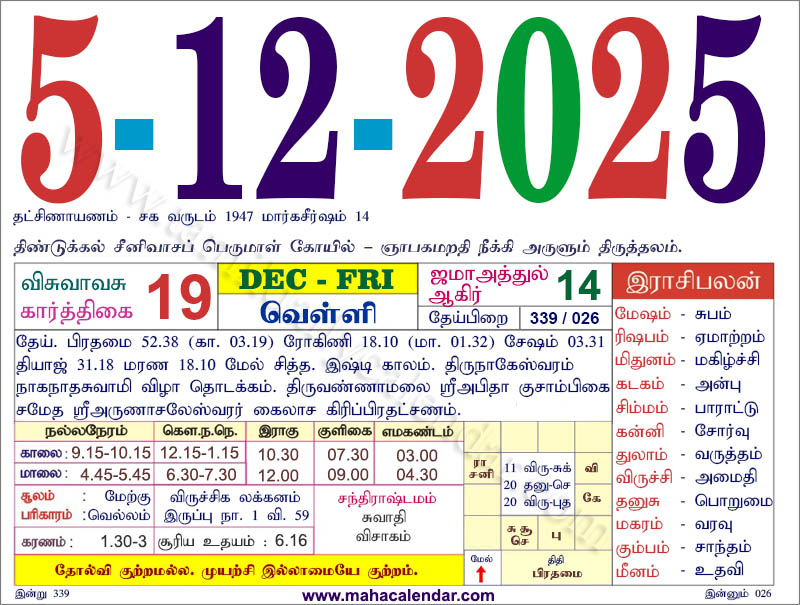 5-12-2025
தட்சிணாயணம் - சக வருடம் 1947 மார்கசீர்ஷம் 14
திண்டுக்கல் சீனிவாசப் பெருமாள் கோயில் – ஞாபகமறதி நீக்கி அருளும் திருத்தலம்.
விசுவாவசு
கார்த்திகை 19
DEC - FRI
வெள்ளி
ஜமாஅத்துல்
ஆகிர் 14
தேய்பிறை 339 / 026
தேய். பிரதமை 52.38 (கா. 03.19) ரோகிணி 18.10 (மா. 01.32) சேஷம் 03.31
தியாஜ் 31.18 மரண 18.10 மேல் சித்த. இஷ்டி காலம். திருநாகேஸ்வரம்
நாகநாதசுவாமி விழா தொடக்கம். திருவண்ணாமலை ஸ்ரீஅபிதா குசாம்பிகை
சமேத ஸ்ரீஅருணாசலேஸ்வரர் கைலாச கிரிப்பிரதட்சணம்.
நல்லநேரம் கௌ.ந.நெ. இராகு குளிகை எமகண்டம்
காலை: 9.15-10.15 12.15-1.15 10.30 07.30 03.00
மாலை: 4.45-5.45 6.30-7.30 12.00 09.00 04.30
சூலம் : மேற்கு
பரிகாரம் : வெல்லம்
விருச்சிக லக்கனம்
இருப்பு நா. 1 வி. 59
கரணம் : 1.30-3 சூரிய உதயம் : 6.16
சந்திராஷ்டமம்
சுவாதி
விசாகம்
தோல்வி குற்றமல்ல. முயற்சி இல்லாமையே குற்றம்.
ரா
சனி
11 விரு-சுக்
20 தனு-செ
20 விரு-புத
வி
கே
சு சூ
செ
பு
மேல்
திதி
பிரதமை
இராசிபலன்
மேஷம் - சுபம்
ரிஷபம் - ஏமாற்றம்
மிதுனம் - மகிழ்ச்சி
கடகம் - அன்பு
சிம்மம் - பாராட்டு
கன்னி - சோர்வு
துலாம் - வருத்தம்
விருச்சி - அமைதி
தனுசு - பொறுமை
மகரம் - வரவு
கும்பம் - சாந்தம்
மீனம் - உதவி
இன்று 339
www.mahacalendar.com
இன்னும் 026